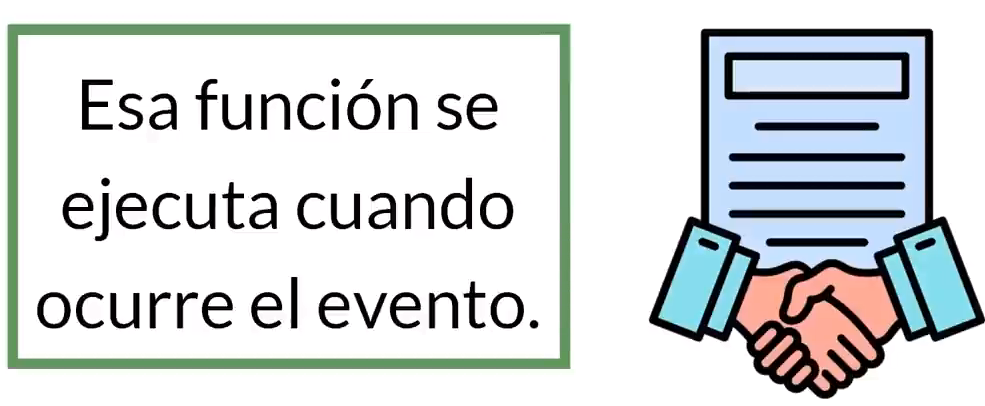 Esa función se
ejecuta cuando
ocurre el evento.